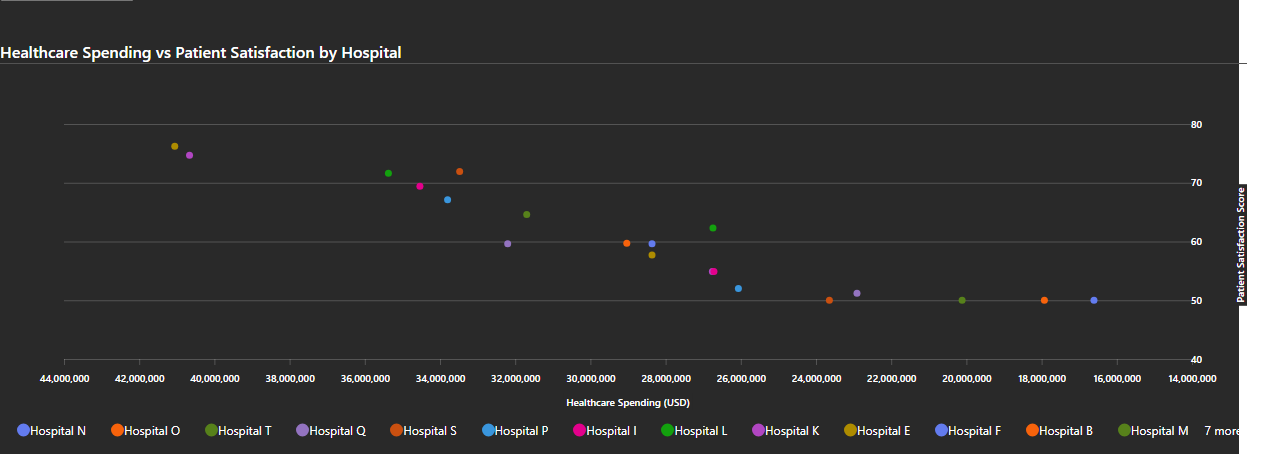 Healthcare Spending vs Patient Satisfaction by Hospital
80
70
60
50
40
Patient Satisfaction Score
44,000,000 42,000,000 40,000,000 38,000,000 36,000,000 34,000,000 32,000,000 30,000,000 28,000,000 26,000,000 24,000,000 22,000,000 20,000,000 18,000,000 16,000,000 14,000,000
Healthcare Spending (USD)
Hospital N Hospital O Hospital T Hospital Q Hospital S Hospital P Hospital I Hospital L Hospital K Hospital E Hospital F Hospital B Hospital M 7 more